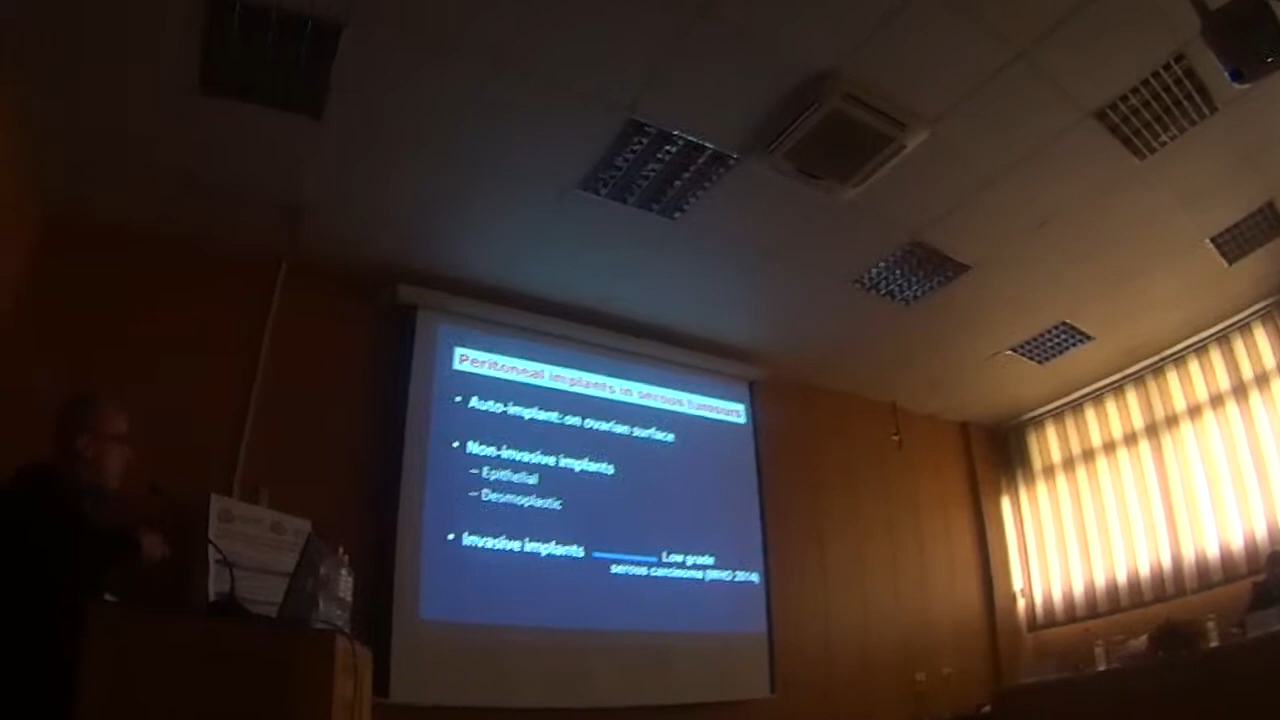 Peritoneal implants in serous tumours
• Auto-implant: on ovarian surface
• Non-invasive implants
– Epithelial
– Desmoplastic
• Invasive implants
Low grade
serous carcinoma (WHO 2014)